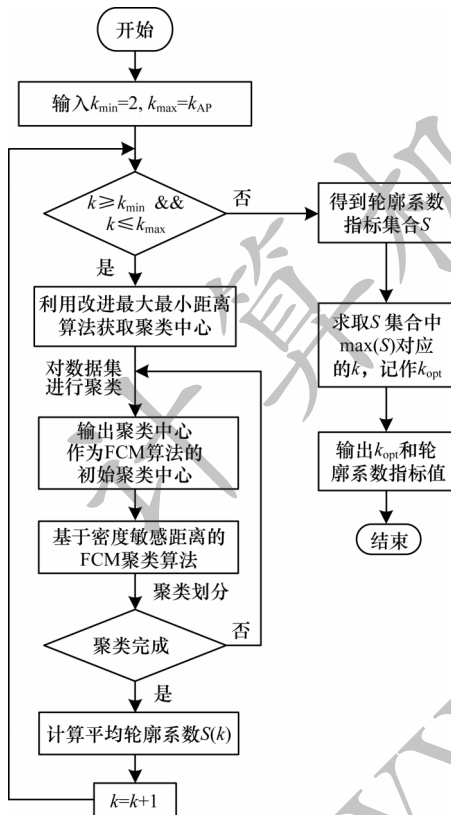 开始
输入kmin=2, kmax=kAP
k≥kmin &&
k≤kmax
否
是
利用改进最大最小距离
算法获取聚类中心
对数据集
进行聚类
输出聚类中心
作为FCM算法的
初始聚类中心
基于密度敏感距离的
FCM聚类算法
聚类划分
聚类完成
否
是
计算平均轮廓系数S(k)
k=k+1
得到轮廓系数
指标集合S
求取S 集合中
max(S)对应
的k，记作kopt
输出kopt和轮
廓系数指标值
结束
计算机